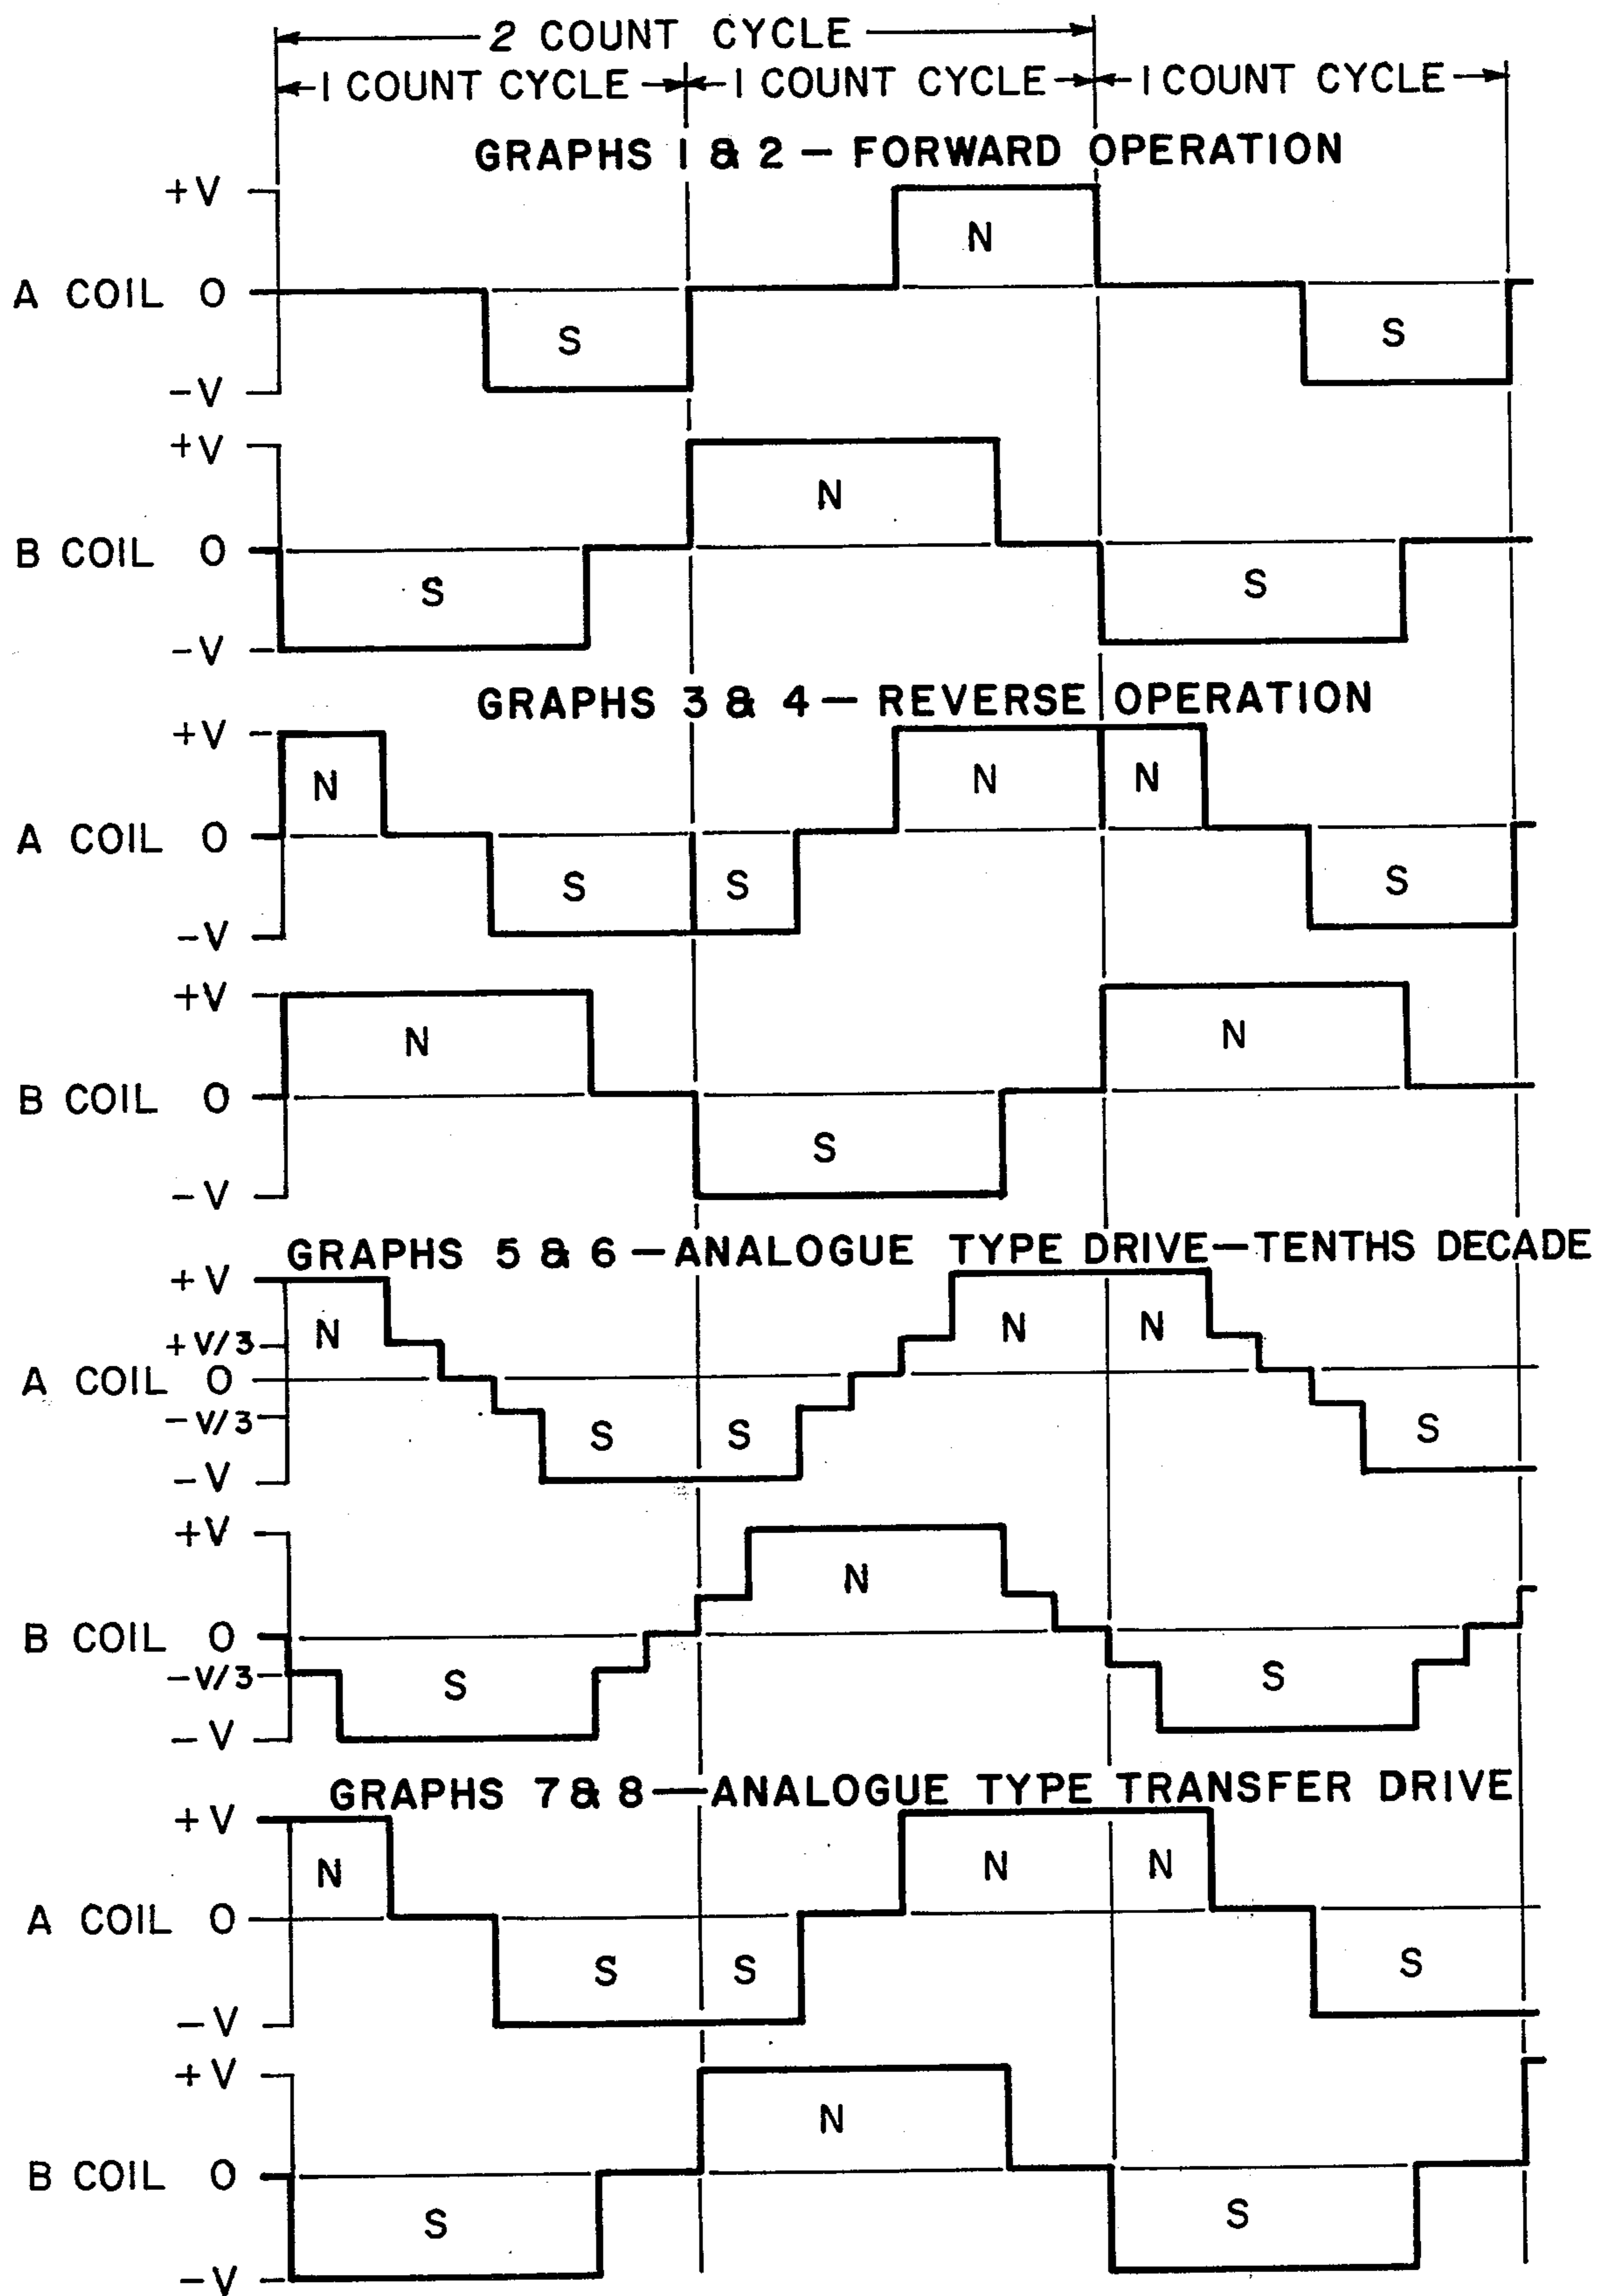 2 COUNT CYCLE
1 COUNT CYCLE 1 COUNT CYCLE 1 COUNT CYCLE
GRAPHS 1 & 2 — FORWARD OPERATION
+V
N
A COIL 0
S S
-V
+V
N
B COIL 0
S S
-V
GRAPHS 3 & 4 — REVERSE OPERATION
+V
N N N
A COIL 0
S S S
-V
+V
N N
B COIL 0
S
-V
GRAPHS 5 & 6 — ANALOGUE TYPE DRIVE — TENTHS DECADE
+V
N N N
+V/3
A COIL 0
-V/3
S S S
-V
+V
N
B COIL 0
-V/3
S S
-V
GRAPHS 7 & 8 — ANALOGUE TYPE TRANSFER DRIVE
+V
N N N
A COIL 0
S S S
-V
+V
N
B COIL 0
S S
-V